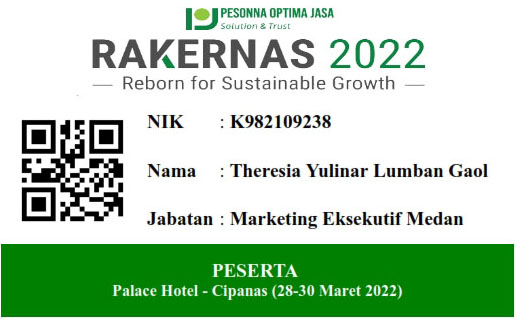 PESONNA OPTIMA JASA
Solution & Trust
RAKERNAS 2022
Reborn for Sustainable Growth
NIK : K982109238
Nama : Theresia Yulinar Lumban Gaol
Jabatan : Marketing Eksekutif Medan
PESERTA
Palace Hotel - Cipanas (28-30 Maret 2022)